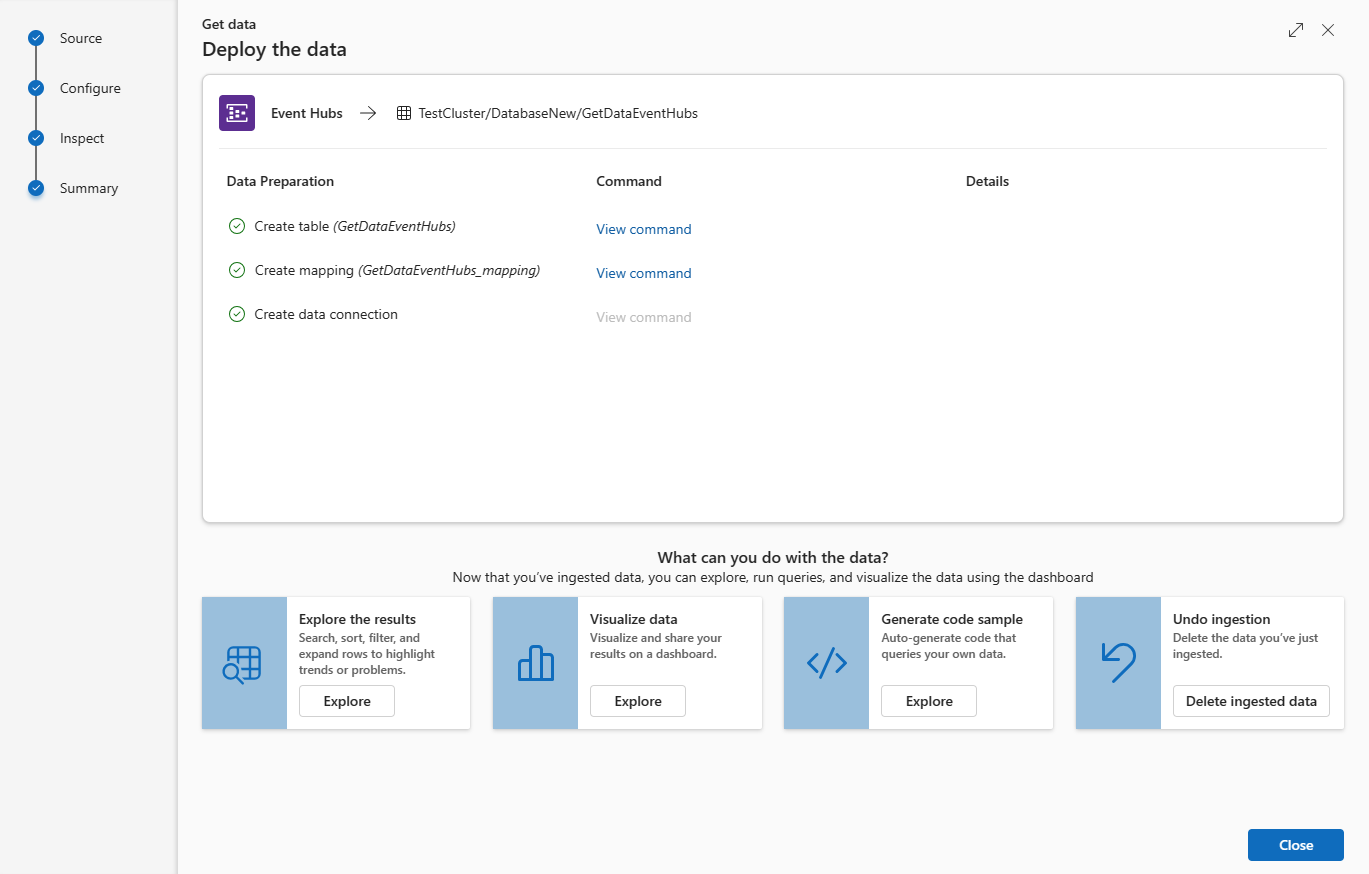 Source
Configure
Inspect
Summary
Get data
Deploy the data
Event Hubs
TestCluster/DatabaseNew/GetDataEventHubs
Data Preparation
Command
Details
Create table (GetDataEventHubs)
View command
Create mapping (GetDataEventHubs_mapping)
View command
Create data connection
View command
What can you do with the data?
Now that you’ve ingested data, you can explore, run queries, and visualize the data using the dashboard
Explore the results
Search, sort, filter, and
expand rows to highlight
trends or problems.
Explore
Visualize data
Visualize and share your
results on a dashboard.
Explore
Generate code sample
Auto-generate code that
queries your own data.
Explore
Undo ingestion
Delete the data you’ve just
ingested.
Delete ingested data
Close